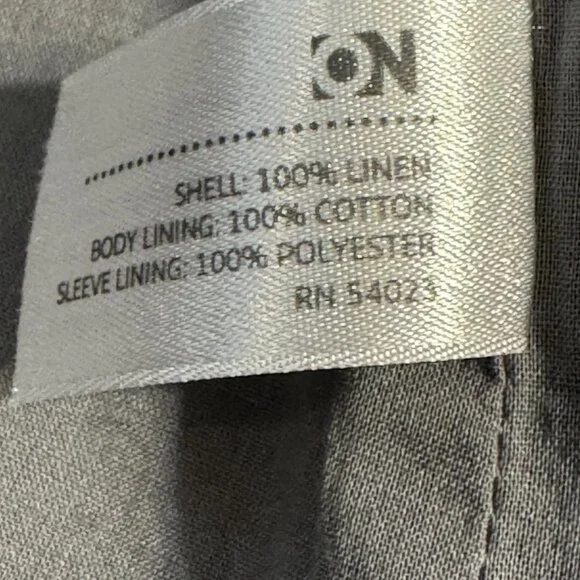 ON
SHELL: 100% LINEN
BODY LINING: 100% COTTON
SLEEVE LINING: 100% POLYESTER
RN 54023